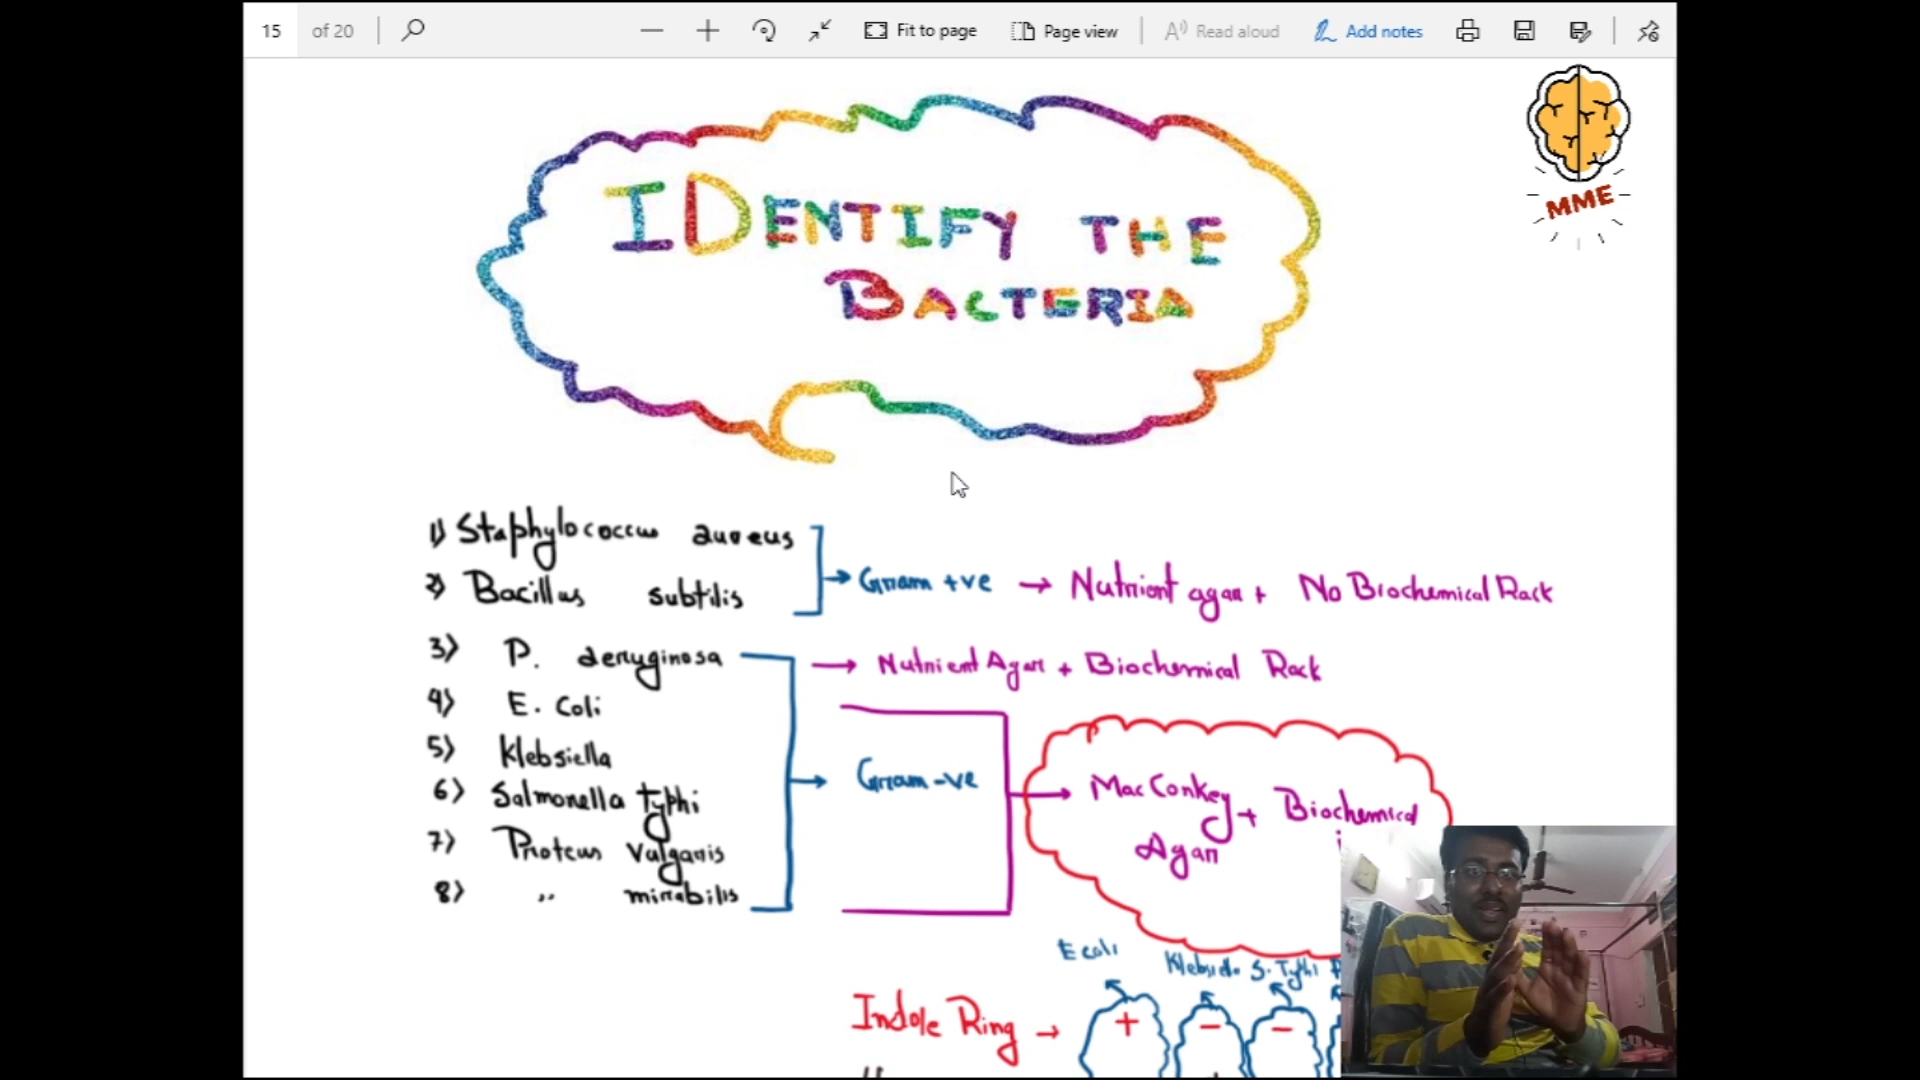 15 of 20 Fit to page Page view Read aloud Add notes
MME
IDENTIFY THE
BACTERIA
1) Staphylococcus aureus
2) Bacillus subtilis
Gram +ve → Nutrient agar + No Biochemical Rack
3) P. aeruginosa → Nutrient Agar + Biochemical Rack
4) E. Coli
5) Klebsiella
Gram -ve
6) Salmonella typhi
MacConkey + Biochemical
Agar
7) Proteus vulgaris
8) " mirabilis
E coli
S. Typhi
Indole Ring →
+ - -